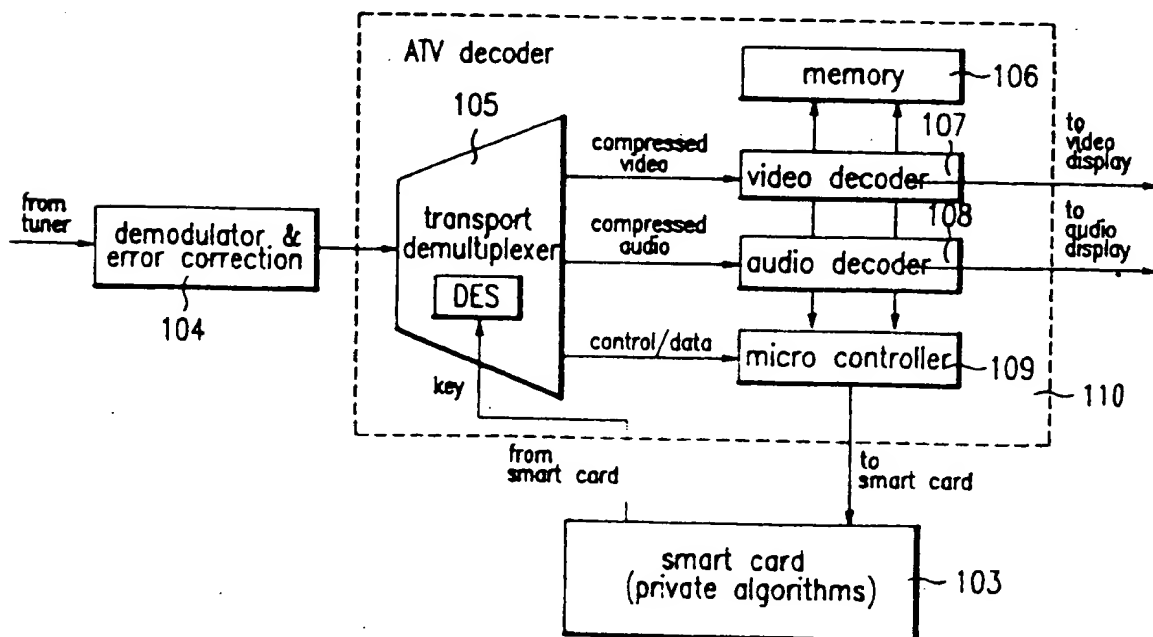 ATV decoder
memory
106
105
107
to
video
display
compressed
video
video decoder
from
tuner
demodulator &
error correction
104
transport
demultiplexer
DES
compressed
audio
108
audio decoder
to
audio
display
control/data
micro controller
109
key
110
from
smart card
to
smart card
smart card
(private algorithms)
103